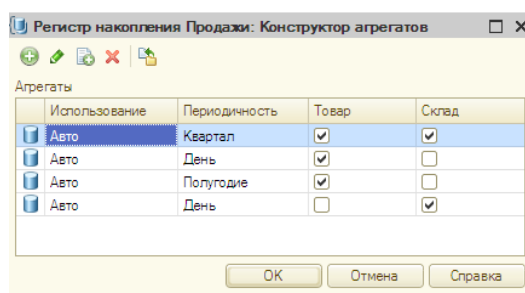 Регистр накопления Продажи: Конструктор агрегатов
Агрегаты
Использование Периодичность Товар Склад
Авто Квартал
Авто День
Авто Полугодие
Авто День
ОК Отмена Справка